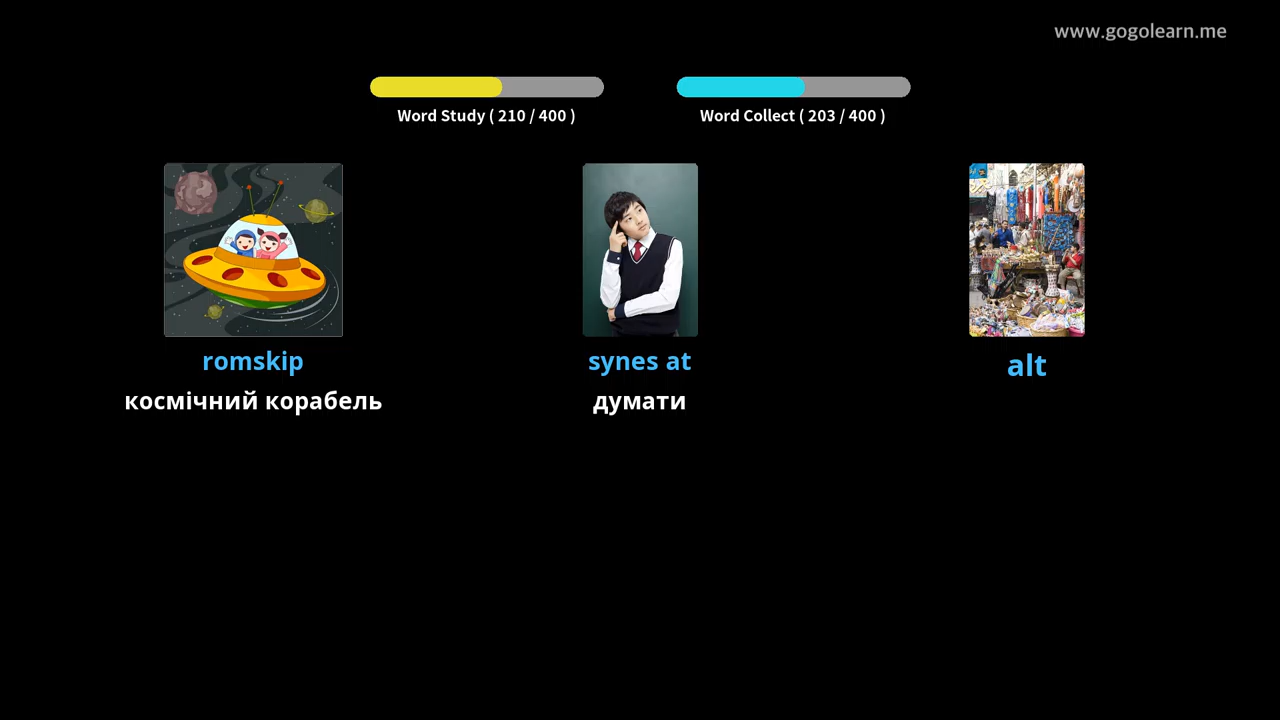 www.gogolearn.me
Word Study ( 210 / 400 )
Word Collect ( 203 / 400 )
romskip
космічний корабель
synes at
думати
alt